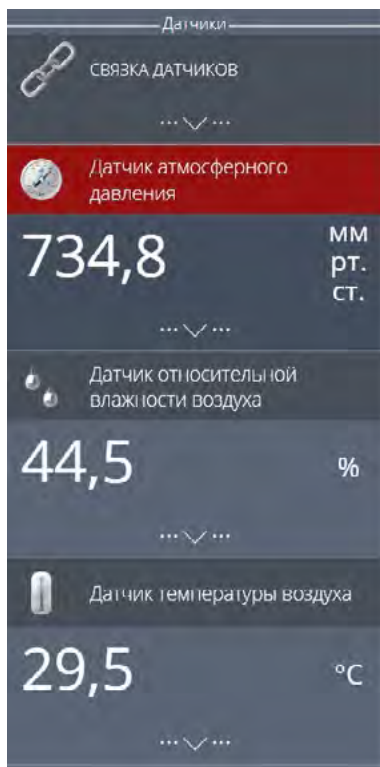 Датчики
СВЯЗКА ДАТЧИКОВ
Датчик атмосферного
давления
734,8
мм
рт.
ст.
Датчик относительной
влажности воздуха
44,5
%
Датчик температуры воздуха
29,5
°C